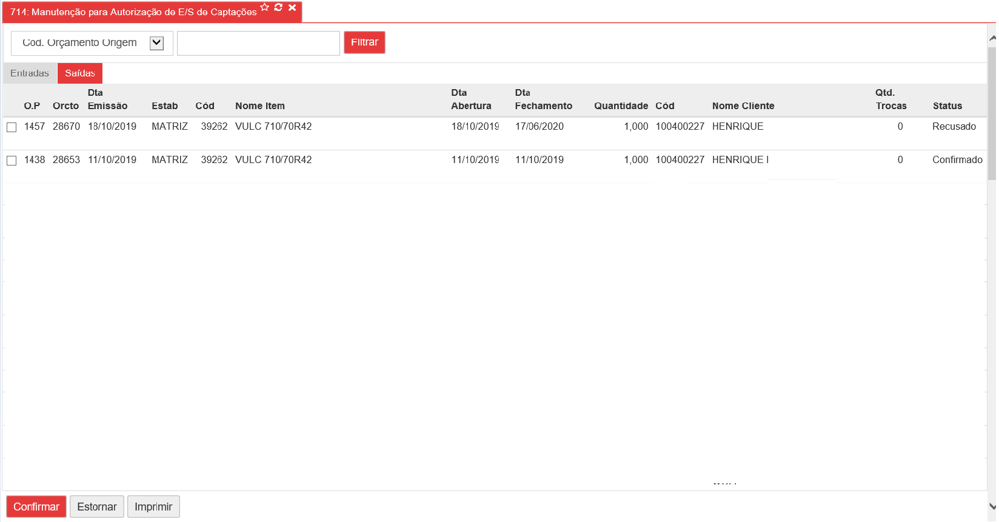 714: Manutenção para Autorização de E/S de Captações
Cod. Orçamento Origem
Filtrar
Entradas Saídas
O.P Orcto Dta Emissão Estab Cód Nome Item Dta Abertura Dta Fechamento Quantidade Cód Nome Cliente Qtd. Trocas Status
1457 28670 18/10/2019 MATRIZ 39262 VULC 710/70R42 18/10/2019 17/06/2020 1,000 100400227 HENRIQUE 0 Recusado
1438 28653 11/10/2019 MATRIZ 39262 VULC 710/70R42 11/10/2019 11/10/2019 1,000 100400227 HENRIQUE 0 Confirmado
Confirmar Estornar Imprimir